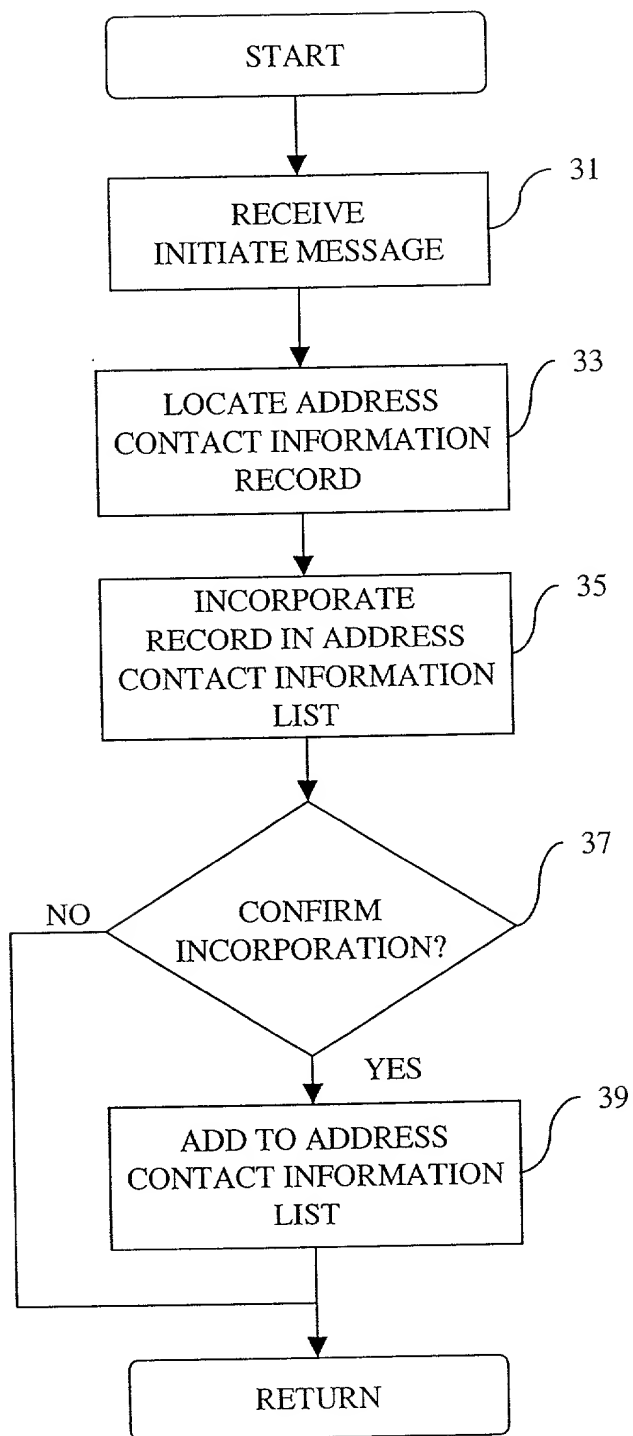 START
31
RECEIVE
INITIATE MESSAGE
33
LOCATE ADDRESS
CONTACT INFORMATION
RECORD
35
INCORPORATE
RECORD IN ADDRESS
CONTACT INFORMATION
LIST
37
NO
CONFIRM
INCORPORATION?
YES
39
ADD TO ADDRESS
CONTACT INFORMATION
LIST
RETURN